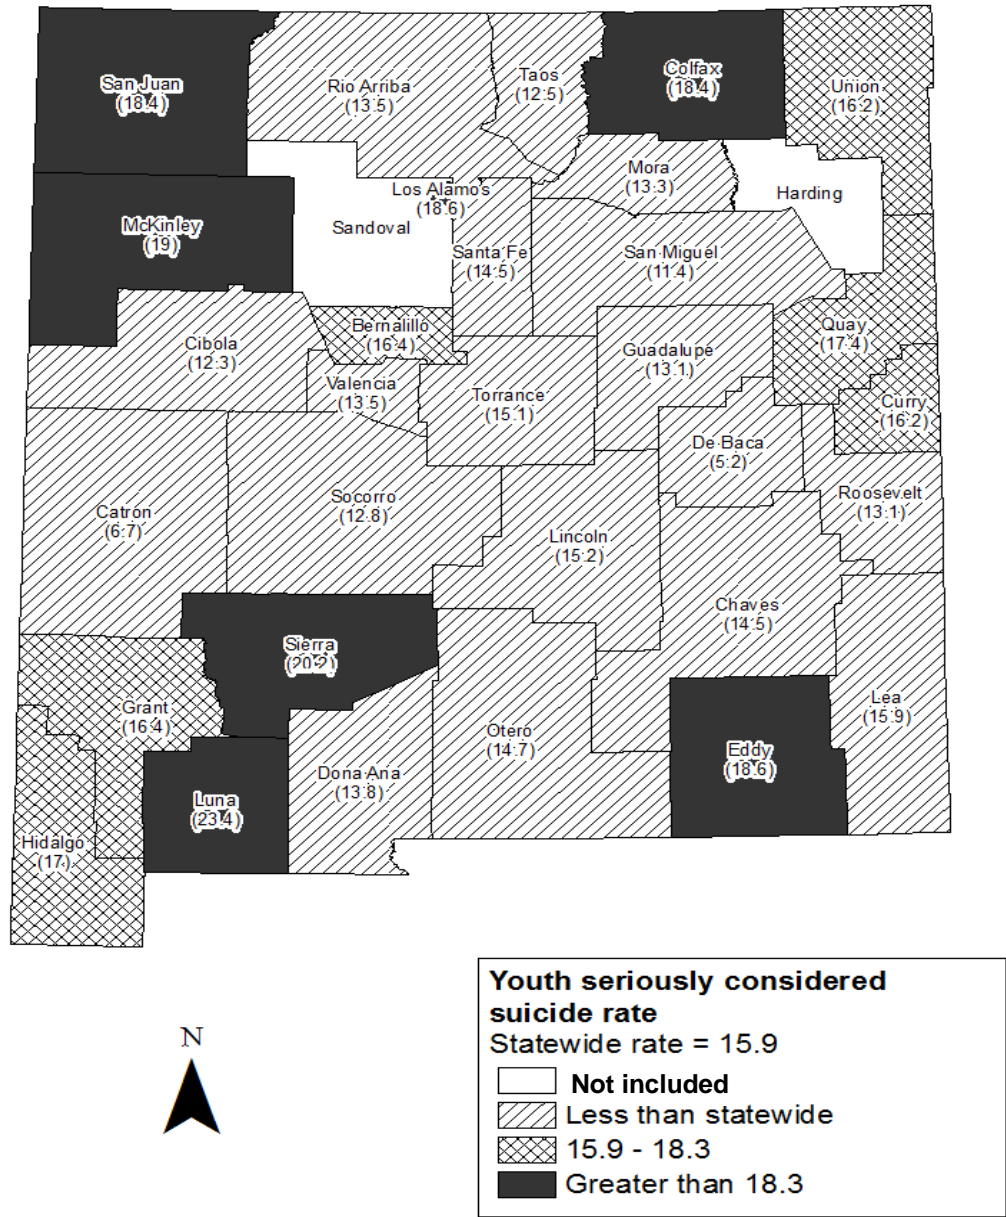 San Juan
(18.4)
Rio Arriba
(13.5)
Taos
(12.5)
Colfax
(18.4)
Union
(16.2)
McKinley
(19)
Sandoval
Los Alamos
(18.6)
Mora
(13.3)
Harding
Santa Fe
(14.5)
San Miguel
(11.4)
Cibola
(12.3)
Bernalillo
(16.4)
Valencia
(13.5)
Torrance
(15.1)
Guadalupe
(13.1)
Quay
(17.4)
Curry
(16.2)
De Baca
(5.2)
Catron
(6.7)
Socorro
(12.8)
Lincoln
(15.2)
Roosevelt
(13.1)
Chaves
(14.5)
Sierra
(20.2)
Grant
(16.4)
Luna
(23.4)
Dona Ana
(13.8)
Otero
(14.7)
Eddy
(18.6)
Lea
(15.9)
Hidalgo
(17)
N
Youth seriously considered
suicide rate
Statewide rate = 15.9
Not included
Less than statewide
15.9 - 18.3
Greater than 18.3